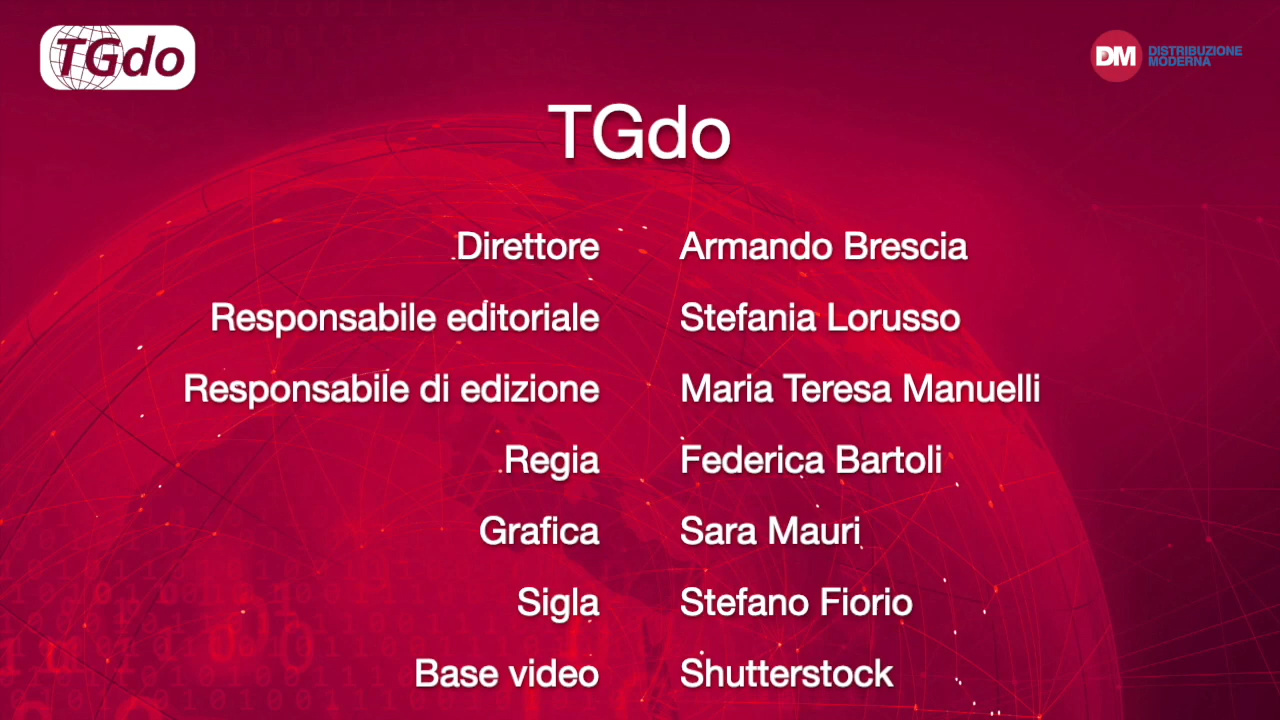 TGdo
DM DISTRIBUZIONE
MODERNA
TGdo
Direttore Armando Brescia
Responsabile editoriale Stefania Lorusso
Responsabile di edizione Maria Teresa Manuelli
Regia Federica Bartoli
Grafica Sara Mauri
Sigla Stefano Fiorio
Base video Shutterstock